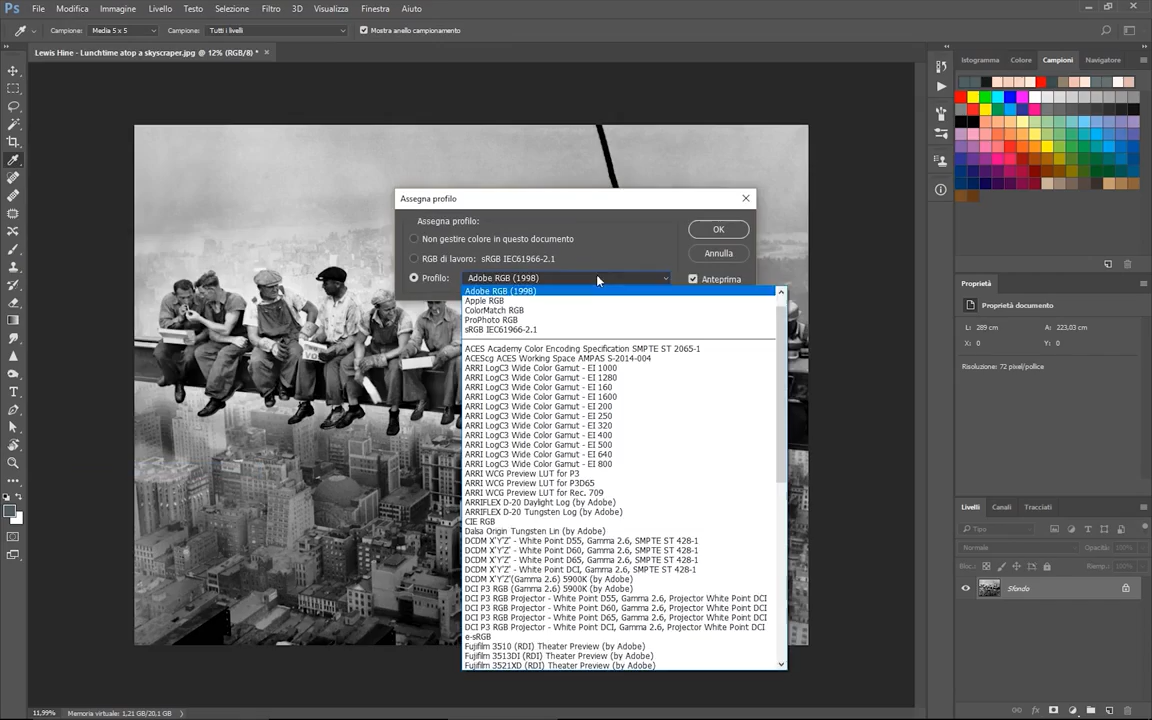 Ps File Modifica Immagine Livello Testo Selezione Filtro 3D Visualizza Finestra Aiuto
Campione: Media 5 x 5 Campione: Tutti i livelli Mostra anello campionamento
Lewis Hine - Lunchtime atop a skyscraper.jpg @ 12% (RGB/8) * ×
Istogramma Colore Campioni Navigatore
Assegna profilo
Assegna profilo:
Non gestire colore in questo documento
RGB di lavoro: sRGB IEC61966-2.1
Profilo: Adobe RGB (1998)
OK
Annulla
Anteprima
Adobe RGB (1998)
Apple RGB
ColorMatch RGB
ProPhoto RGB
sRGB IEC61966-2.1
ACES Academy Color Encoding Specification SMPTE ST 2065-1
ACEScg ACES Working Space AMPAS S-2014-004
ARRI LogC3 Wide Color Gamut - EI 1000
ARRI LogC3 Wide Color Gamut - EI 1280
ARRI LogC3 Wide Color Gamut - EI 160
ARRI LogC3 Wide Color Gamut - EI 1600
ARRI LogC3 Wide Color Gamut - EI 200
ARRI LogC3 Wide Color Gamut - EI 250
ARRI LogC3 Wide Color Gamut - EI 320
ARRI LogC3 Wide Color Gamut - EI 400
ARRI LogC3 Wide Color Gamut - EI 500
ARRI LogC3 Wide Color Gamut - EI 640
ARRI LogC3 Wide Color Gamut - EI 800
ARRI WCG Preview LUT for P3
ARRI WCG Preview LUT for P3D65
ARRI WCG Preview LUT for Rec. 709
ARRIFLEX D-20 Daylight Log (by Adobe)
ARRIFLEX D-20 Tungsten Log (by Adobe)
CIE RGB
Dalsa Origin Tungsten Lin (by Adobe)
DCDM X'Y'Z' - White Point D55, Gamma 2.6, SMPTE ST 428-1
DCDM X'Y'Z' - White Point D60, Gamma 2.6, SMPTE ST 428-1
DCDM X'Y'Z' - White Point D65, Gamma 2.6, SMPTE ST 428-1
DCDM X'Y'Z' - White Point DCI, Gamma 2.6, SMPTE ST 428-1
DCDM X'Y'Z'(Gamma 2.6) 5900K (by Adobe)
DCI P3 RGB (Gamma 2.6) 5900K (by Adobe)
DCI P3 RGB Projector - White Point D55, Gamma 2.6, Projector White Point DCI
DCI P3 RGB Projector - White Point D60, Gamma 2.6, Projector White Point DCI
DCI P3 RGB Projector - White Point D65, Gamma 2.6, Projector White Point DCI
DCI P3 RGB Projector - White Point DCI, Gamma 2.6, Projector White Point DCI
e-sRGB
Fujifilm 3510 (RDI) Theater Preview (by Adobe)
Fujifilm 3513DI (RDI) Theater Preview (by Adobe)
Fujifilm 3521XD (RDI) Theater Preview (by Adobe)
Proprietà
Proprietà documento
L: 289 cm A: 223,03 cm
X: 0 Y: 0
Risoluzione: 72 pixel/pollice
Livelli Canali Tracciati
Tipo
Normale Opacità: 100%
Bloc.: Riemp.: 100%
Sfondo
11,99% Memoria virtuale: 1,21 GB/20,1 GB